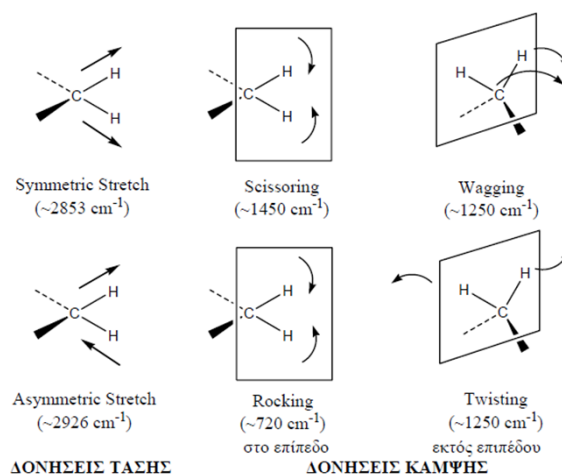 H
C
H
H
C
H
H
H
C
Symmetric Stretch
(~2853 cm-1)
Scissoring
(~1450 cm-1)
Wagging
(~1250 cm-1)
H
C
H
H
C
H
H
H
C
Asymmetric Stretch
(~2926 cm-1)
Rocking
(~720 cm-1)
στο επίπεδο
Twisting
(~1250 cm-1)
εκτός επιπέδου
ΔΟΝΗΣΕΙΣ ΤΑΣΗΣ
ΔΟΝΗΣΕΙΣ ΚΑΜΨΗΣ